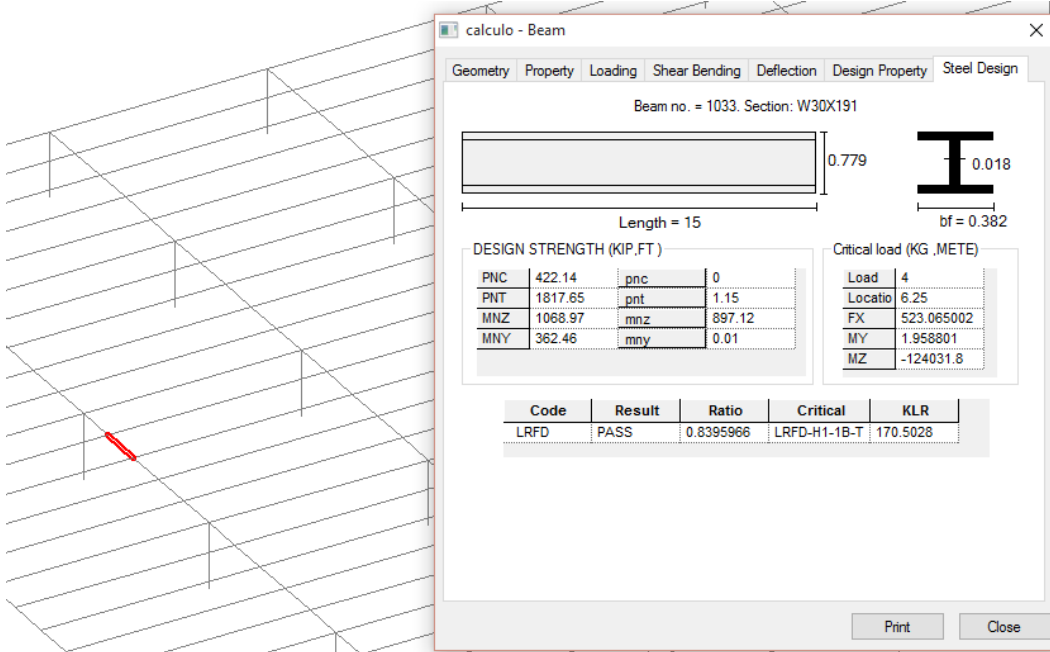 calculo - Beam
Geometry Property Loading Shear Bending Deflection Design Property Steel Design
Beam no. = 1033. Section: W30X191
0.779
0.018
Length = 15
bf = 0.382
DESIGN STRENGTH (KIP,FT )
Critical load (KG ,METE)
PNC 422.14 pnc 0
PNT 1817.65 pnt 1.15
MNZ 1068.97 mnz 897.12
MNY 362.46 mny 0.01
Load 4
Locatio 6.25
FX 523.065002
MY 1.958801
MZ -124031.8
Code Result Ratio Critical KLR
LRFD PASS 0.8395966 LRFD-H1-1B-T 170.5028
Print Close